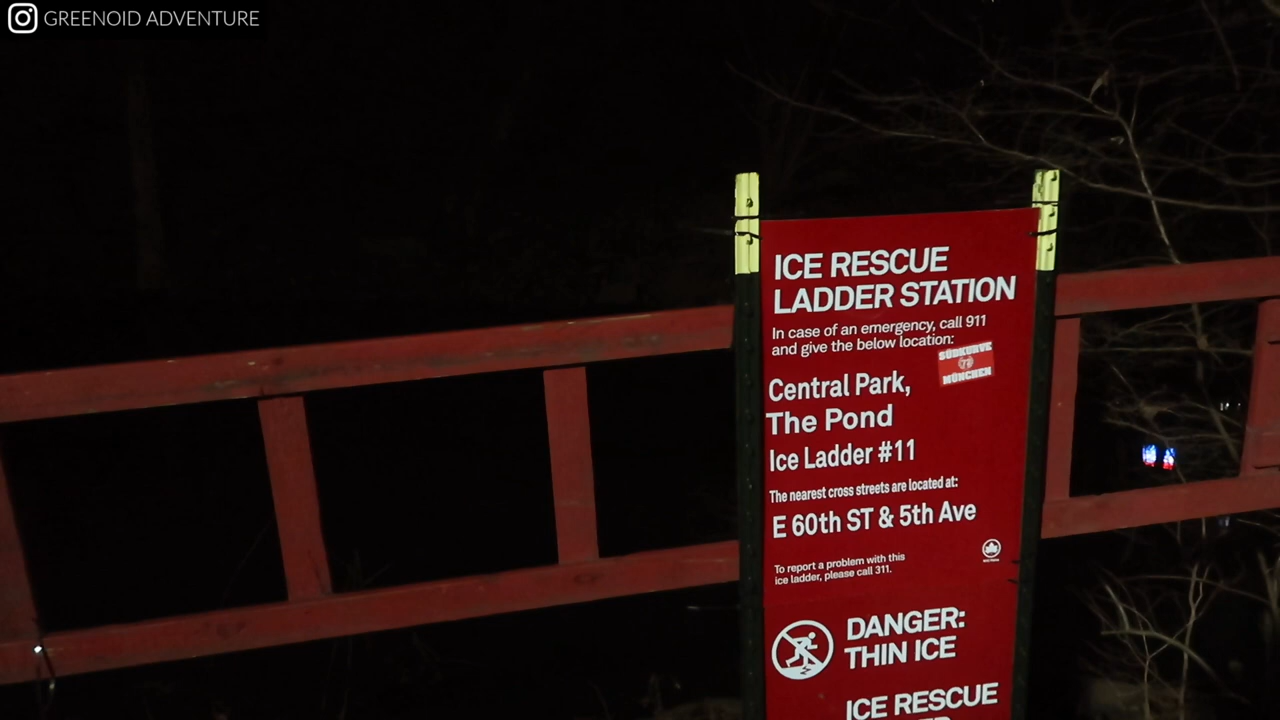 GREENOID ADVENTURE
ICE RESCUE
LADDER STATION
In case of an emergency, call 911
and give the below location:
SÜDKURVE
73
MÜNCHEN
Central Park,
The Pond
Ice Ladder #11
The nearest cross streets are located at:
E 60th ST & 5th Ave
To report a problem with this
ice ladder, please call 311.
DANGER:
THIN ICE
ICE RESCUE